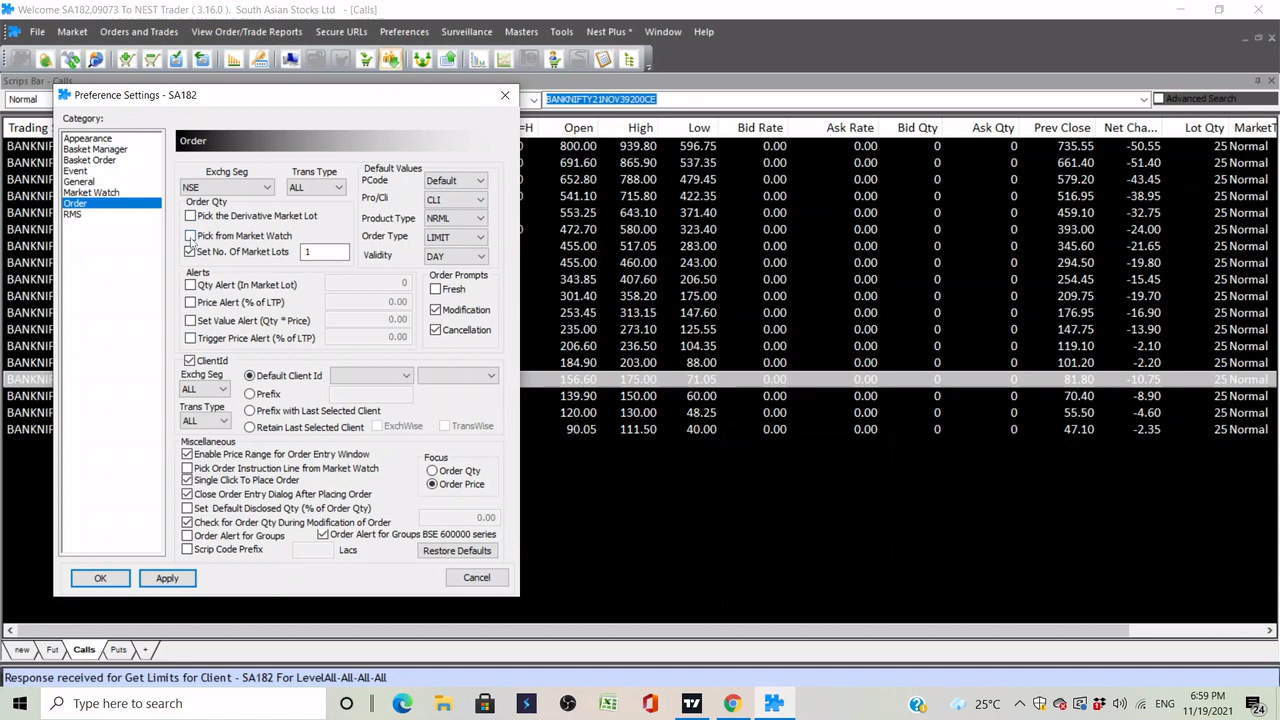 Welcome SA182,09073 To NEST Trader ( 3.16.0 ). South Asian Stocks Ltd - [Calls]
File Market Orders and Trades View Order/Trade Reports Secure URLs Preferences Surveillance Masters Tools Nest Plus * Window Help
Scrips Bar - Calls
Normal BANKNIFTY21NOV39200CE Advanced Search
Preference Settings - SA182
Category:
Appearance
Basket Manager
Basket Order
Event
General
Market Watch
Order
RMS
Order
Exchg Seg Trans Type
NSE ALL
Order Qty
Pick the Derivative Market Lot
Pick from Market Watch
Set No. Of Market Lots 1
Default Values
PCode Default
Pro/Cli CLI
Product Type NRML
Order Type LIMIT
Validity DAY
Alerts
Qty Alert (In Market Lot) 0
Price Alert (% of LTP) 0.00
Set Value Alert (Qty * Price) 0.00
Trigger Price Alert (% of LTP) 0.00
Order Prompts
Fresh
Modification
Cancellation
ClientId
Exchg Seg
ALL
Trans Type
ALL
Default Client Id
Prefix
Prefix with Last Selected Client
Retain Last Selected Client ExchWise TransWise
Miscellaneous
Enable Price Range for Order Entry Window
Pick Order Instruction Line from Market Watch
Single Click To Place Order
Close Order Entry Dialog After Placing Order
Set Default Disclosed Qty (% of Order Qty) 0.00
Check for Order Qty During Modification of Order
Order Alert for Groups Order Alert for Groups BSE 600000 series
Scrip Code Prefix Lacs Restore Defaults
Focus
Order Qty
Order Price
OK Apply Cancel
Trading =H Open High Low Bid Rate Ask Rate Bid Qty Ask Qty Prev Close Net Cha... Lot Qty Market
BANKNIF 800.00 939.80 596.75 0.00 0.00 0 0 735.55 -50.55 25 Normal
BANKNIF 691.60 865.90 537.35 0.00 0.00 0 0 661.40 -51.40 25 Normal
BANKNIF 652.80 788.00 479.45 0.00 0.00 0 0 579.20 -43.45 25 Normal
BANKNIF 541.10 709.85 422.35 0.00 0.00 0 0 516.95 -38.95 25 Normal
BANKNIF 553.25 643.10 371.40 0.00 0.00 0 0 459.10 -32.75 25 Normal
BANKNIF 472.70 580.00 323.40 0.00 0.00 0 0 393.00 -24.00 25 Normal
BANKNIF 455.00 517.35 283.30 0.00 0.00 0 0 345.60 -21.65 25 Normal
BANKNIF 455.00 460.00 243.00 0.00 0.00 0 0 294.50 -19.80 25 Normal
BANKNIF 343.85 407.60 206.50 0.00 0.00 0 0 254.45 -15.45 25 Normal
BANKNIF 301.40 358.20 175.00 0.00 0.00 0 0 209.75 -19.70 25 Normal
BANKNIF 253.45 313.15 147.60 0.00 0.00 0 0 176.95 -16.90 25 Normal
BANKNIF 235.00 273.10 125.55 0.00 0.00 0 0 147.75 -13.90 25 Normal
BANKNIF 206.60 236.60 104.35 0.00 0.00 0 0 119.10 -2.10 25 Normal
BANKNIF 184.90 203.00 88.00 0.00 0.00 0 0 101.20 -2.20 25 Normal
BANKNIF 156.60 175.00 71.05 0.00 0.00 0 0 81.80 -10.75 25 Normal
BANKNIF 139.90 150.00 60.00 0.00 0.00 0 0 70.40 -8.90 25 Normal
BANKNIF 120.00 130.00 48.25 0.00 0.00 0 0 55.50 -4.60 25 Normal
BANKNIF 90.05 111.50 40.00 0.00 0.00 0 0 47.10 -2.35 25 Normal
new Fut Calls Puts +
Response received for Get Limits for Client - SA182 For LevelAll-All-All-All
Type here to search 25°C ENG 6:59 PM
11/19/2021 24